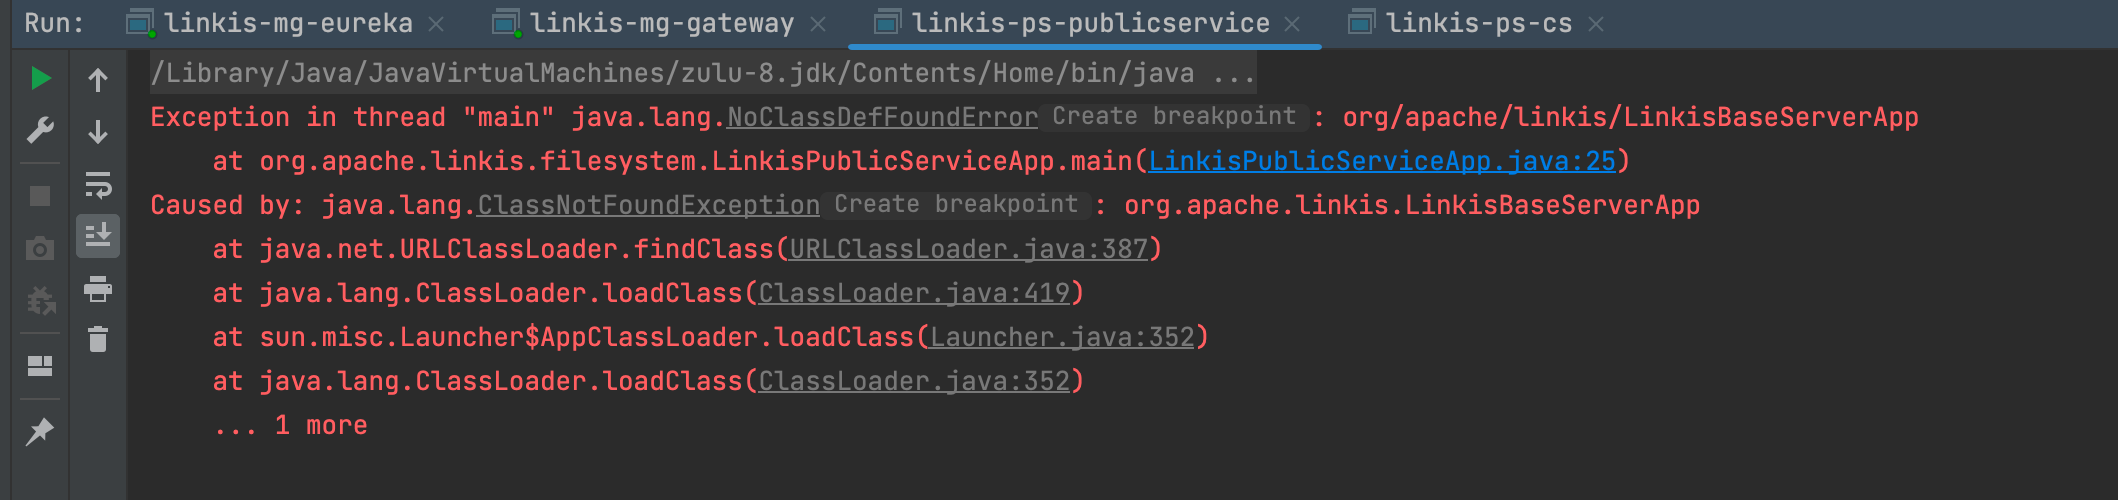 Run: linkis-mg-eureka × linkis-mg-gateway × linkis-ps-publicservice × linkis-ps-cs ×
/Library/Java/JavaVirtualMachines/zulu-8.jdk/Contents/Home/bin/java ...
Exception in thread "main" java.lang.NoClassDefFoundError Create breakpoint : org/apache/linkis/LinkisBaseServerApp
at org.apache.linkis.filesystem.LinkisPublicServiceApp.main(LinkisPublicServiceApp.java:25)
Caused by: java.lang.ClassNotFoundException Create breakpoint : org.apache.linkis.LinkisBaseServerApp
at java.net.URLClassLoader.findClass(URLClassLoader.java:387)
at java.lang.ClassLoader.loadClass(ClassLoader.java:419)
at sun.misc.Launcher$AppClassLoader.loadClass(Launcher.java:352)
at java.lang.ClassLoader.loadClass(ClassLoader.java:352)
... 1 more